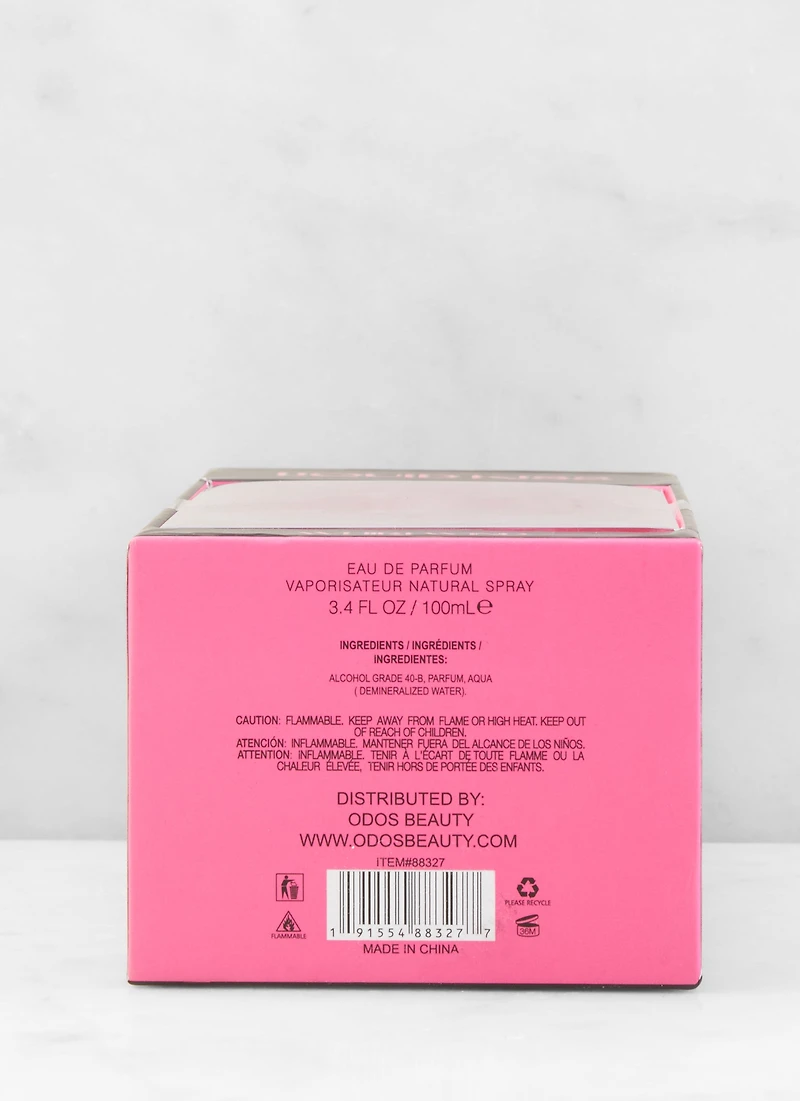 EAU DE PARFUM
VAPORISATEUR NATURAL SPRAY
3.4 FL OZ / 100mL℮
INGREDIENTS / INGRÉDIENTS /
INGREDIENTES:
ALCOHOL GRADE 40-B, PARFUM, AQUA
( DEMINERALIZED WATER).
CAUTION: FLAMMABLE. KEEP AWAY FROM FLAME OR HIGH HEAT. KEEP OUT
OF REACH OF CHILDREN.
ATENCIÓN: INFLAMMABLE. MANTENER FUERA DEL ALCANCE DE LOS NIÑOS.
ATTENTION: INFLAMMABLE. TENIR À L'ÉCART DE TOUTE FLAMME OU LA
CHALEUR ÉLEVÉE, TENIR HORS DE PORTÉE DES ENFANTS.
DISTRIBUTED BY:
ODOS BEAUTY
WWW.ODOSBEAUTY.COM
ITEM#88327
PLEASE RECYCLE
FLAMMABLE
36M
1 91554 88327 7
MADE IN CHINA